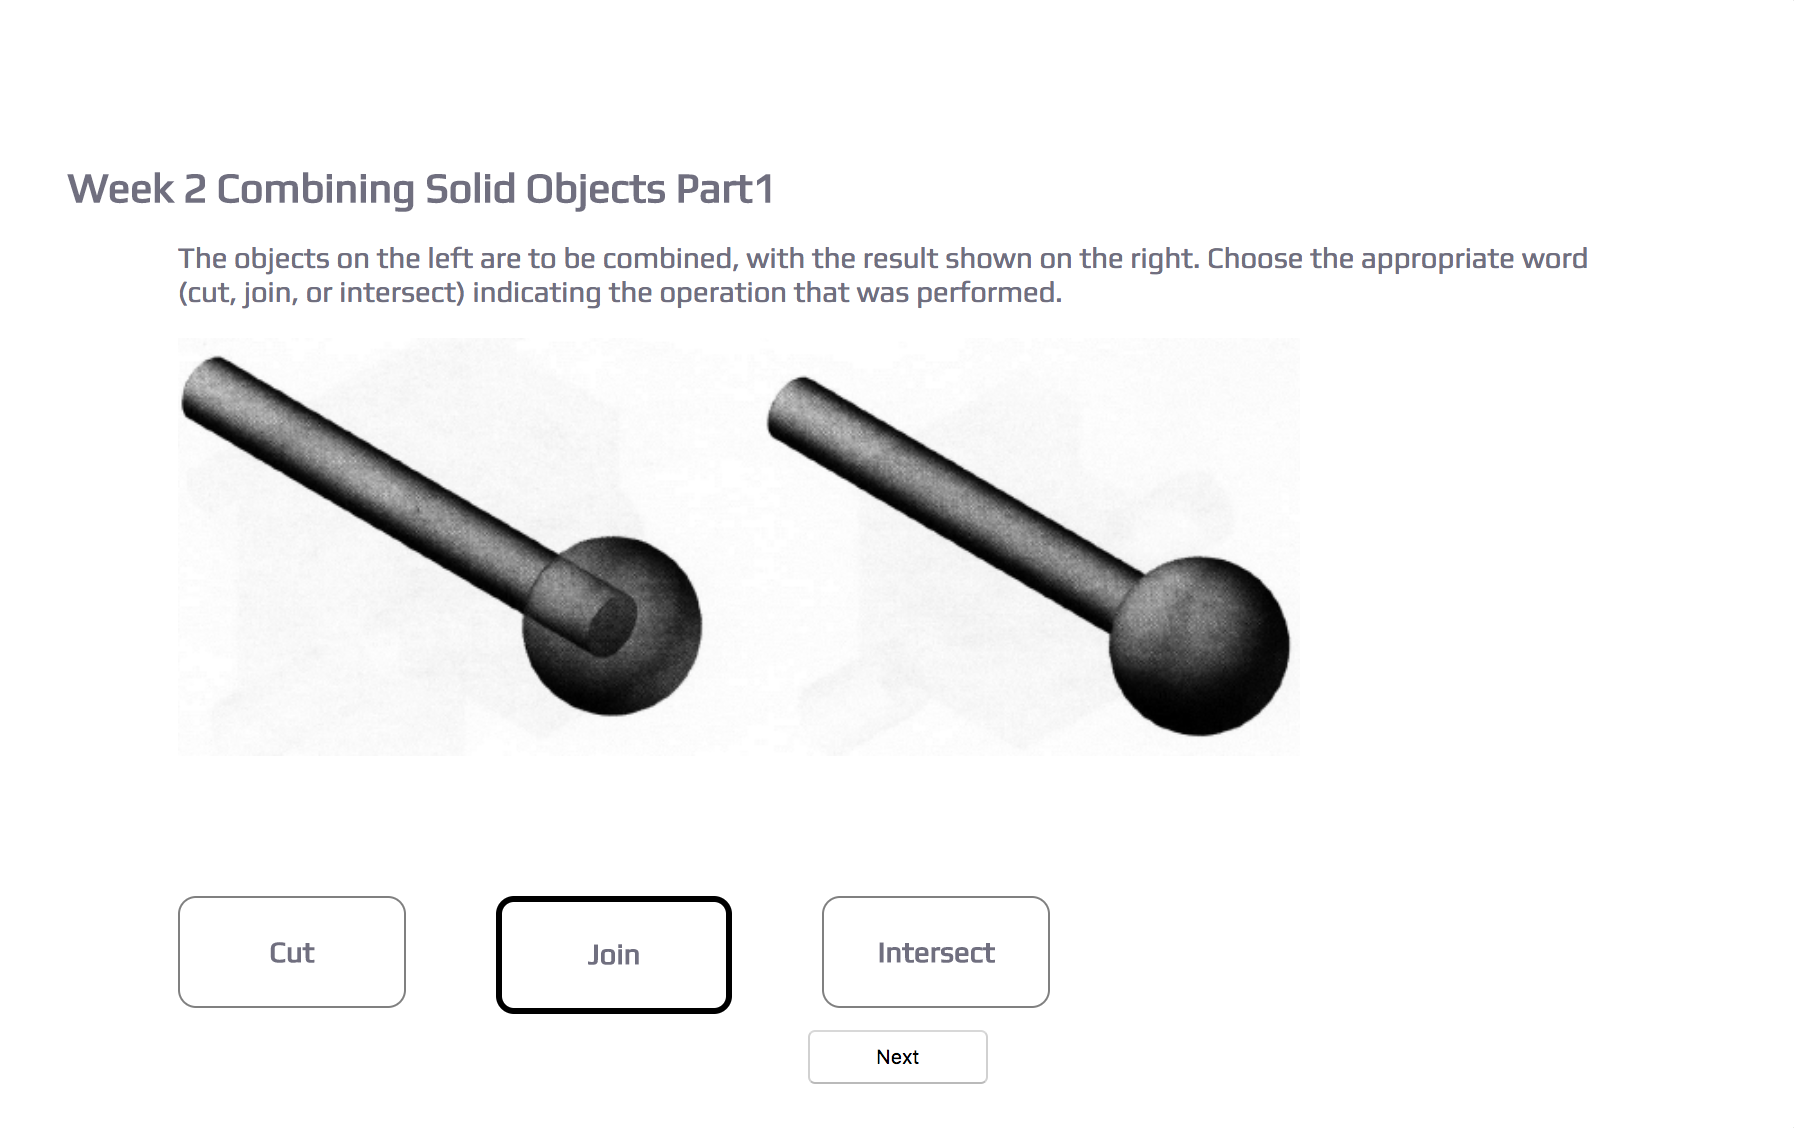 Week 2 Combining Solid Objects Part1
The objects on the left are to be combined, with the result shown on the right. Choose the appropriate word
(cut, join, or intersect) indicating the operation that was performed.
Cut
Join
Intersect
Next